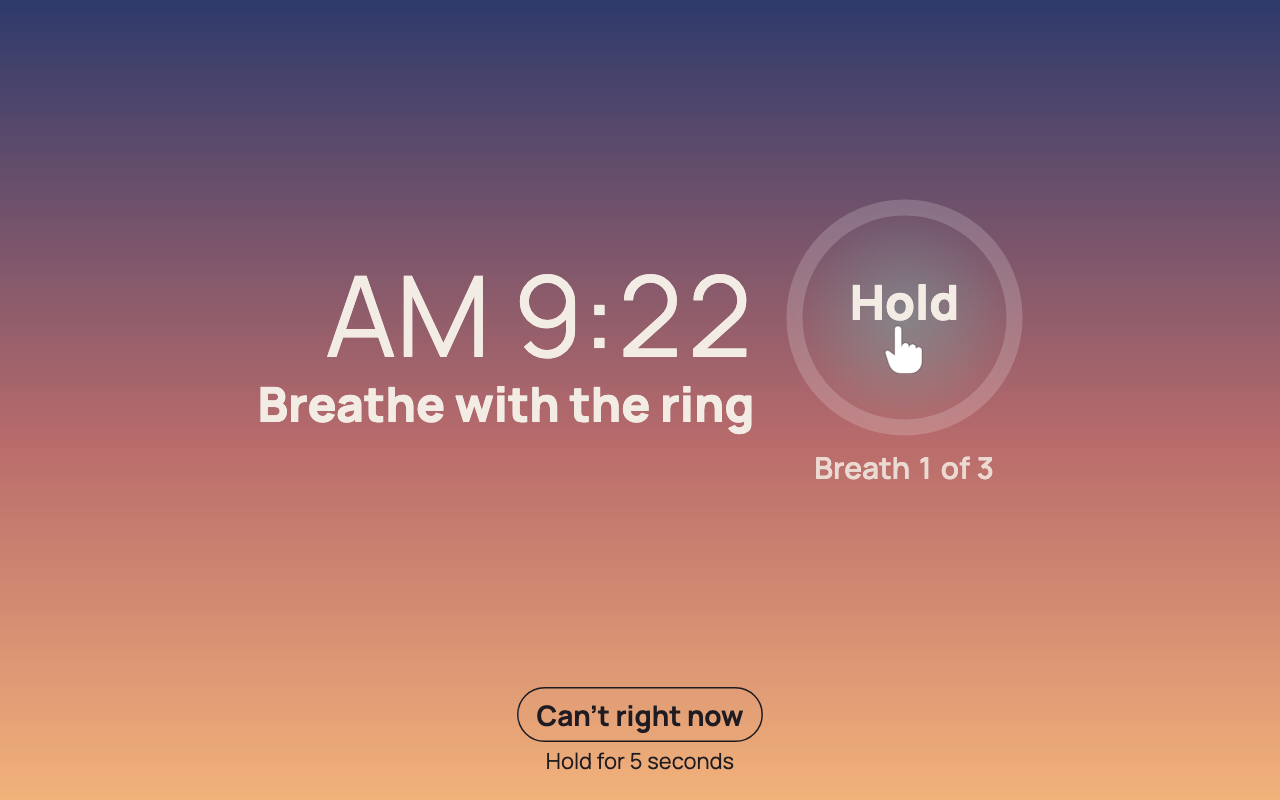 AM 9:22
Breathe with the ring
Hold
Breath 1 of 3
Can’t right now
Hold for 5 seconds